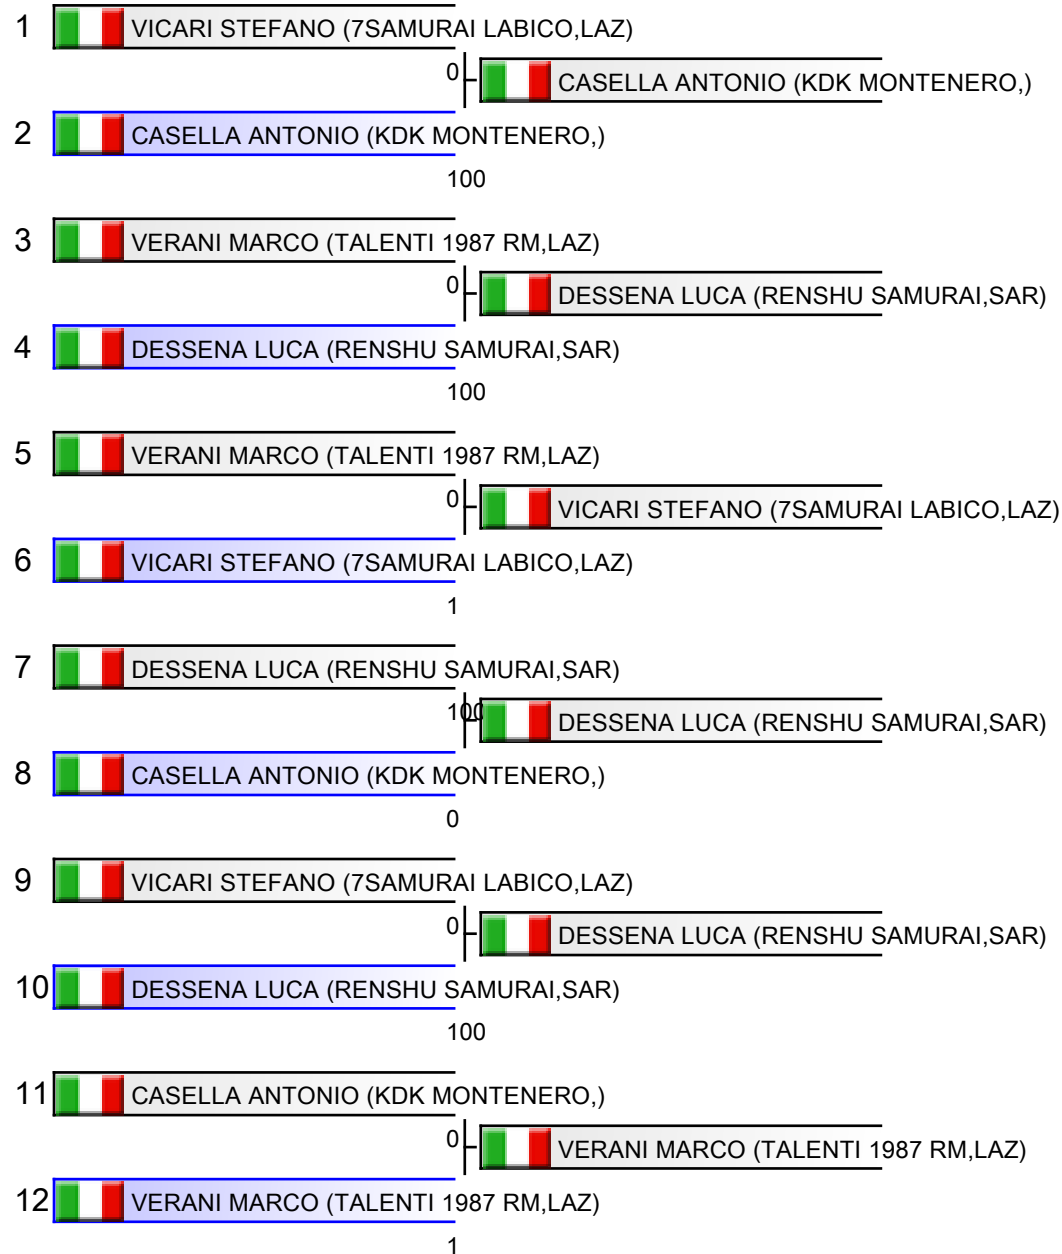 1 VICARI STEFANO (7SAMURAI LABICO,LAZ)
0 CASELLA ANTONIO (KDK MONTENERO,)
2 CASELLA ANTONIO (KDK MONTENERO,)
100
3 VERANI MARCO (TALENTI 1987 RM,LAZ)
0 DESSENA LUCA (RENSHU SAMURAI,SAR)
4 DESSENA LUCA (RENSHU SAMURAI,SAR)
100
5 VERANI MARCO (TALENTI 1987 RM,LAZ)
0 VICARI STEFANO (7SAMURAI LABICO,LAZ)
6 VICARI STEFANO (7SAMURAI LABICO,LAZ)
1
7 DESSENA LUCA (RENSHU SAMURAI,SAR)
100 DESSENA LUCA (RENSHU SAMURAI,SAR)
8 CASELLA ANTONIO (KDK MONTENERO,)
0
9 VICARI STEFANO (7SAMURAI LABICO,LAZ)
0 DESSENA LUCA (RENSHU SAMURAI,SAR)
10 DESSENA LUCA (RENSHU SAMURAI,SAR)
100
11 CASELLA ANTONIO (KDK MONTENERO,)
0 VERANI MARCO (TALENTI 1987 RM,LAZ)
12 VERANI MARCO (TALENTI 1987 RM,LAZ)
1